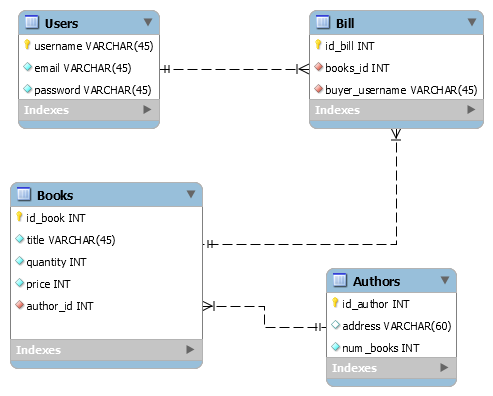 Users
username VARCHAR(45)
email VARCHAR(45)
password VARCHAR(45)
Indexes
Bill
id_bill INT
books_id INT
buyer_username VARCHAR(45)
Indexes
Books
id_book INT
title VARCHAR(45)
quantity INT
price INT
author_id INT
Indexes
Authors
id_author INT
address VARCHAR(60)
num_books INT
Indexes